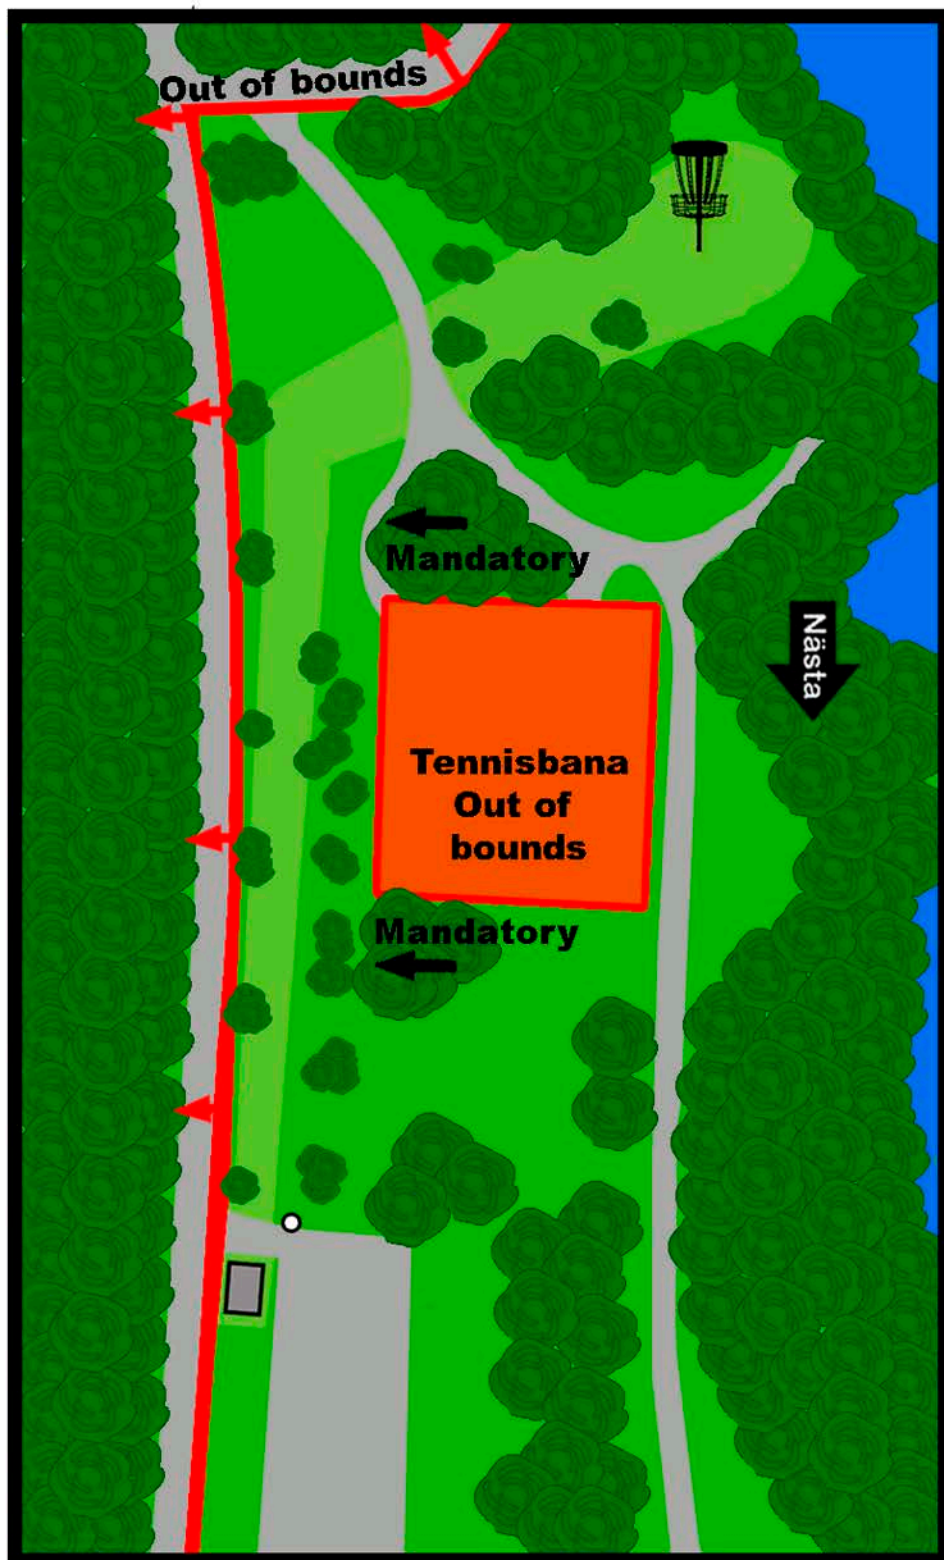 Out of bounds
Mandatory
Nästa
Tennisbana
Out of
bounds
Mandatory